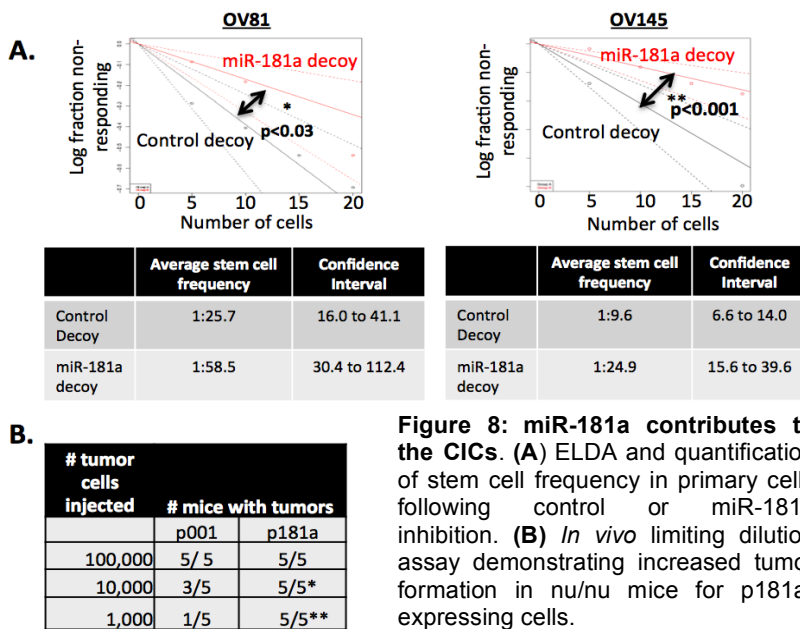 OV81
OV145
A.
miR-181a decoy
Control decoy
*
p<0.03
Log fraction non-
responding
0 5 10 15 20
Number of cells
miR-181a decoy
Control decoy
**
p<0.001
Log fraction non-
responding
0 5 10 15 20
Number of cells
Average stem cell frequency Confidence Interval
Control Decoy 1:25.7 16.0 to 41.1
miR-181a decoy 1:58.5 30.4 to 112.4
Average stem cell frequency Confidence Interval
Control Decoy 1:9.6 6.6 to 14.0
miR-181a decoy 1:24.9 15.6 to 39.6
B.
# tumor cells injected # mice with tumors
p001 p181a
100,000 5/ 5 5/5
10,000 3/5 5/5*
1,000 1/5 5/5**
Figure 8: miR-181a contributes t
the CICs. (A) ELDA and quantificatio
of stem cell frequency in primary cell
following control or miR-181
inhibition. (B) In vivo limiting dilutio
assay demonstrating increased tumo
formation in nu/nu mice for p181a
expressing cells.